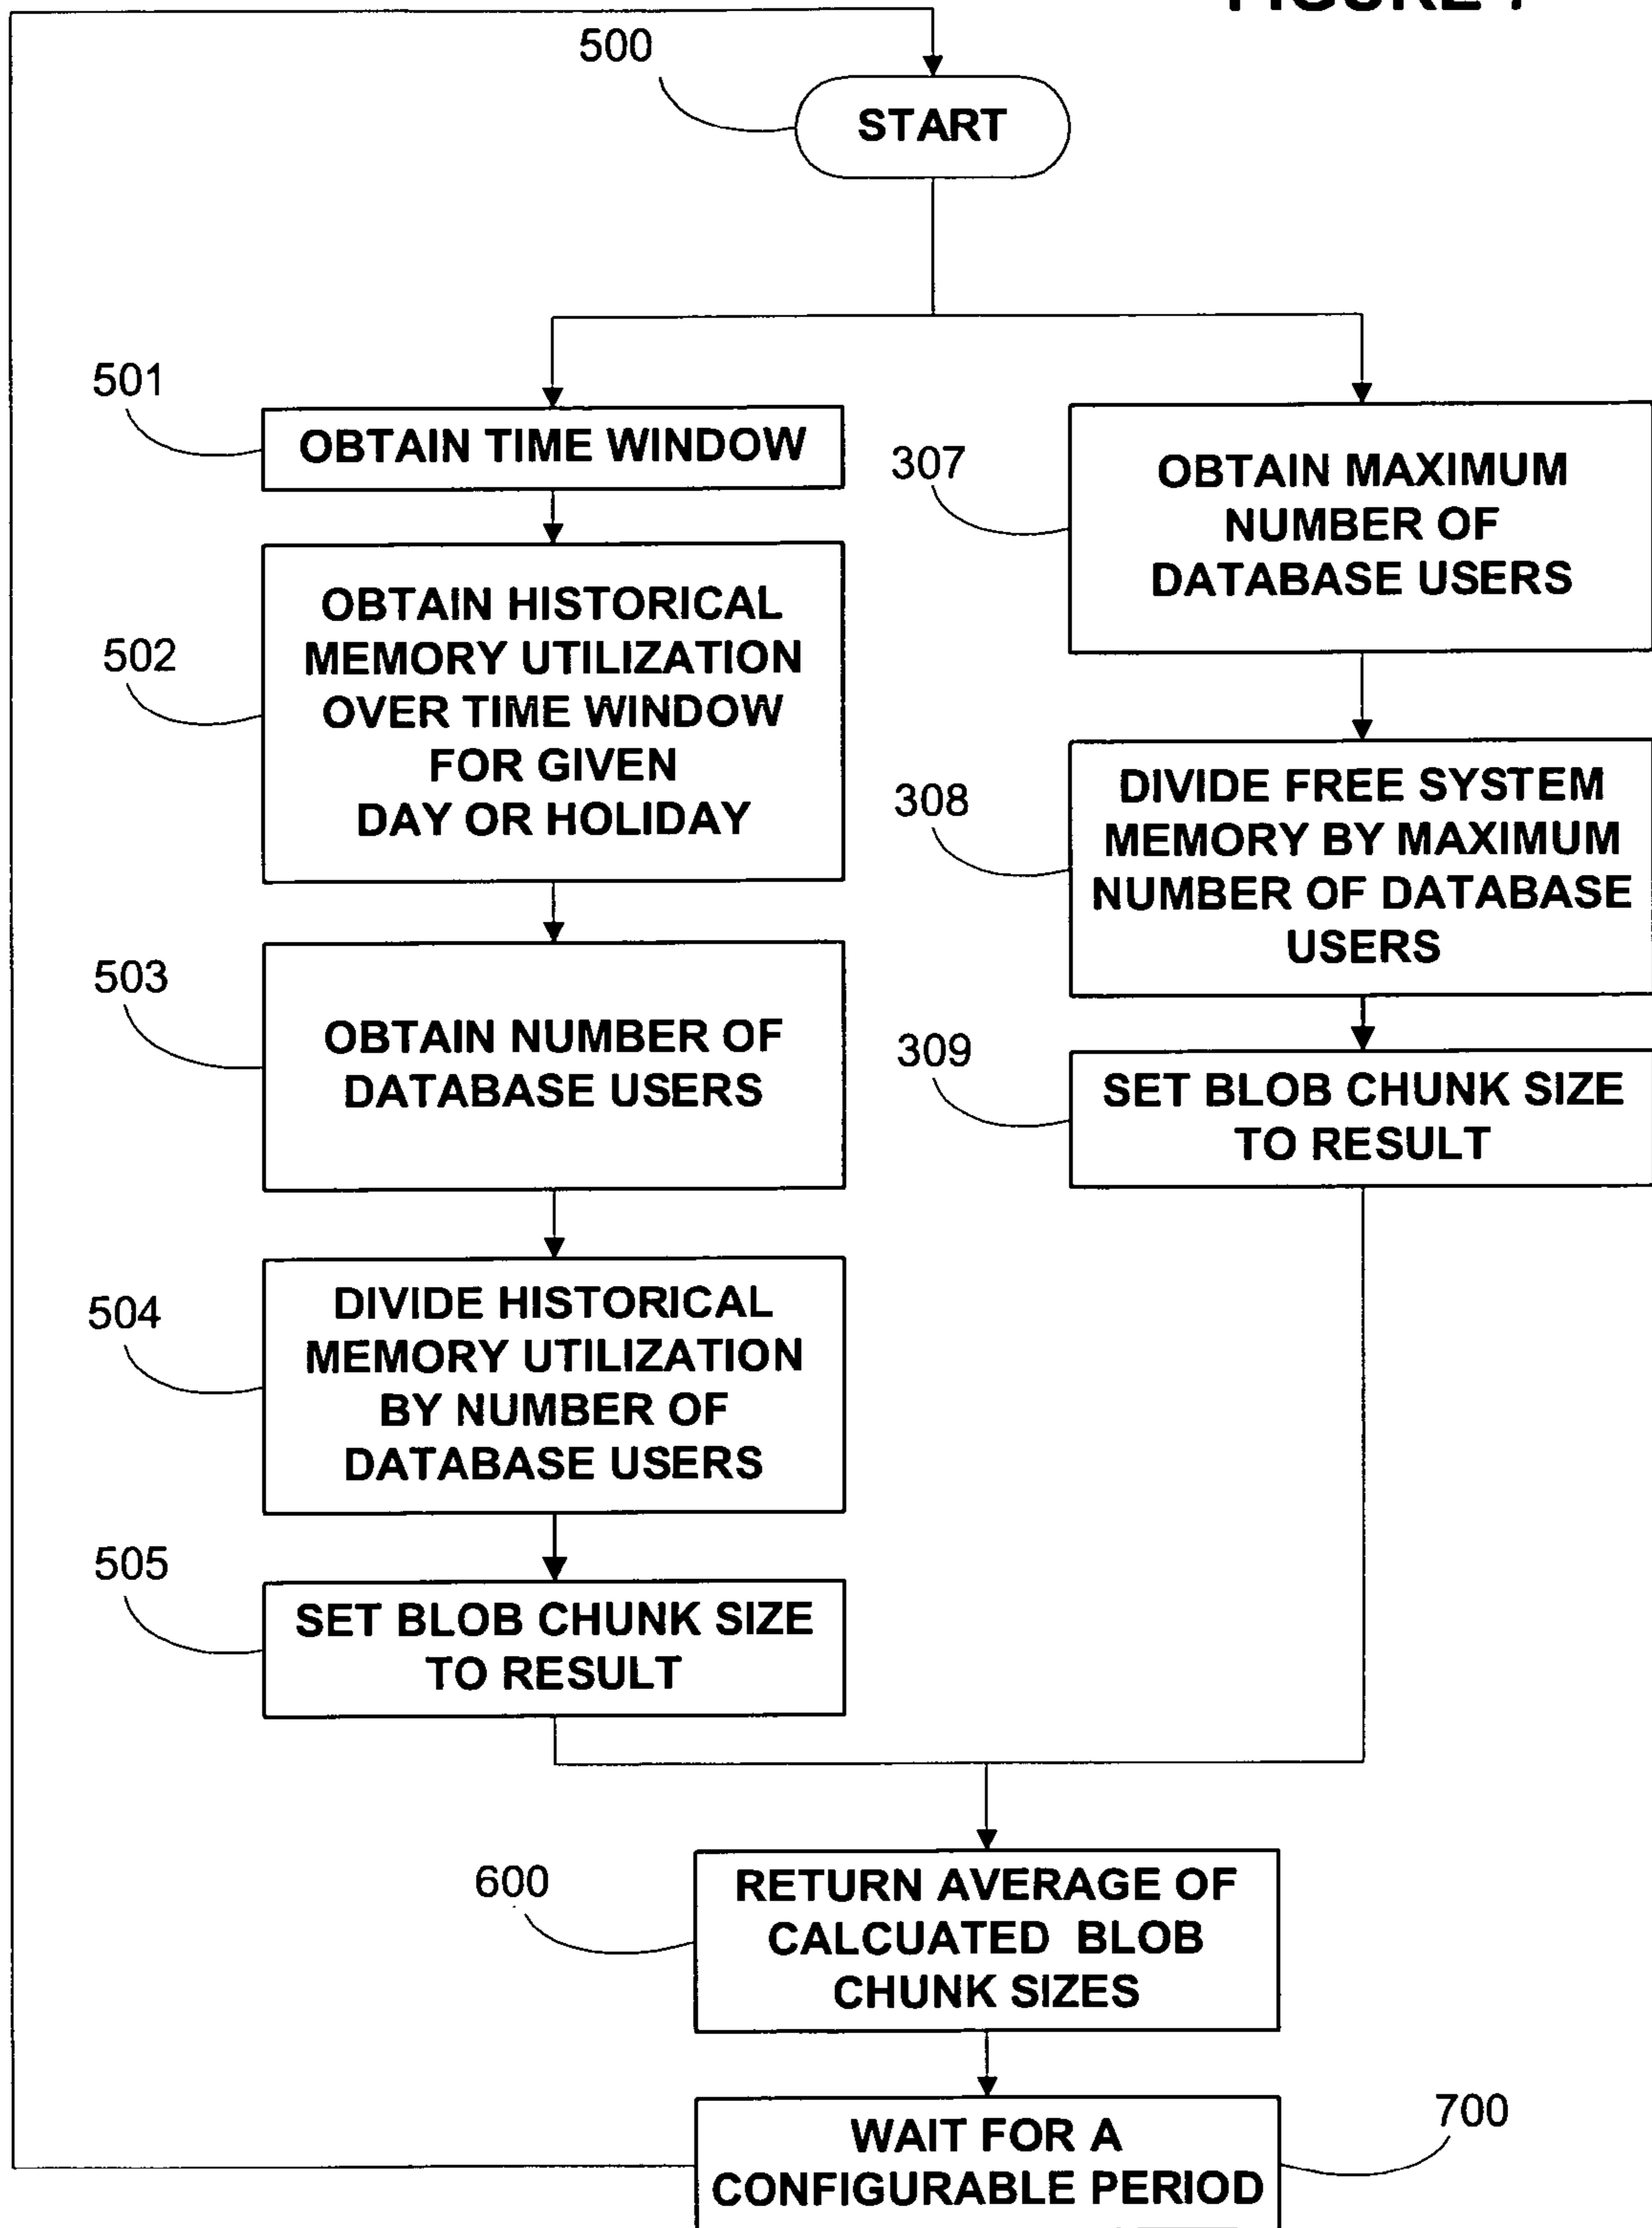 500
START
501
OBTAIN TIME WINDOW
307
OBTAIN MAXIMUM
NUMBER OF
DATABASE USERS
502
OBTAIN HISTORICAL
MEMORY UTILIZATION
OVER TIME WINDOW
FOR GIVEN
DAY OR HOLIDAY
308
DIVIDE FREE SYSTEM
MEMORY BY MAXIMUM
NUMBER OF DATABASE
USERS
503
OBTAIN NUMBER OF
DATABASE USERS
309
SET BLOB CHUNK SIZE
TO RESULT
504
DIVIDE HISTORICAL
MEMORY UTILIZATION
BY NUMBER OF
DATABASE USERS
505
SET BLOB CHUNK SIZE
TO RESULT
600
RETURN AVERAGE OF
CALCUATED BLOB
CHUNK SIZES
700
WAIT FOR A
CONFIGURABLE PERIOD